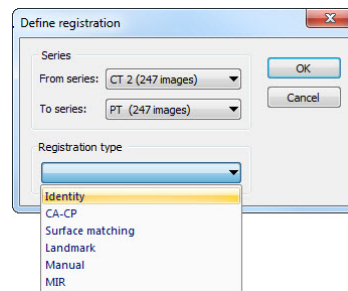 Define registration
Series
From series: CT 2 (247 images)
OK
To series: PT (247 images)
Cancel
Registration type
Identity
CA-CP
Surface matching
Landmark
Manual
MIR